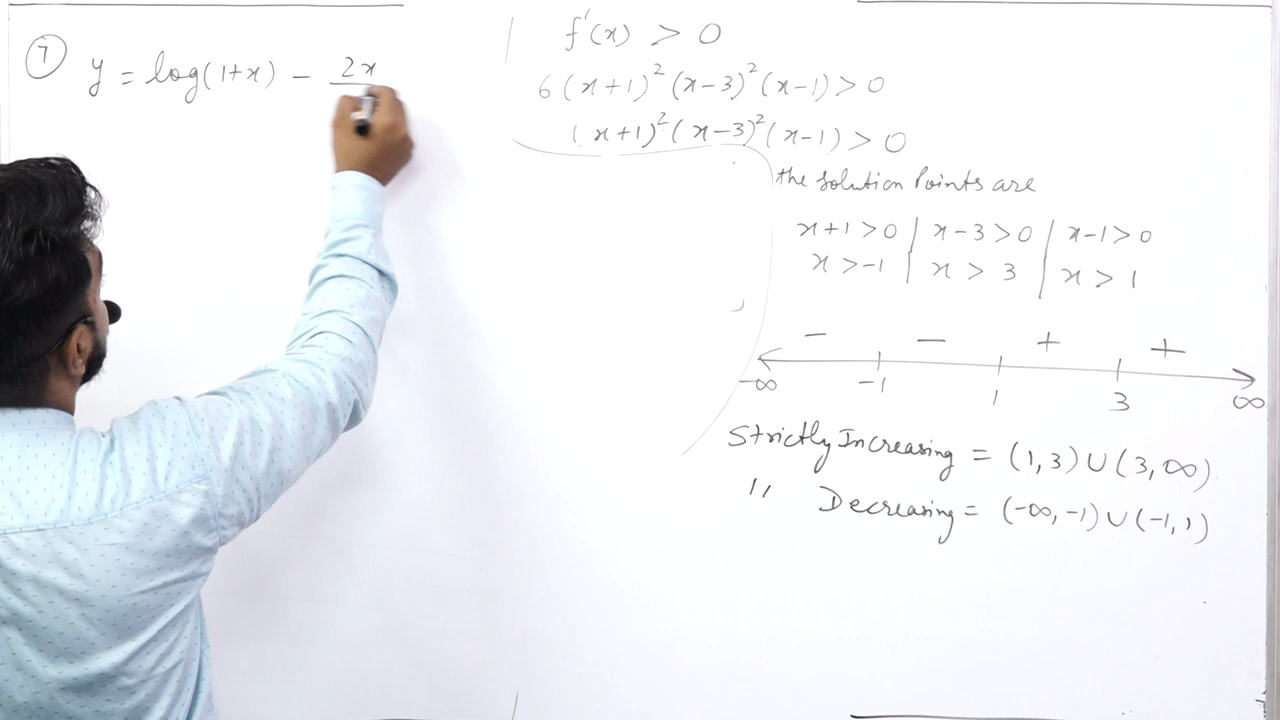 ⑦ y = log(1+x) − 2x
f'(x) > 0
6(x+1)²(x−3)²(x−1) > 0
(x+1)²(x−3)²(x−1) > 0
the solution Points are
x+1>0 | x−3>0 | x−1>0
x>−1 | x > 3 | x > 1
− − + +
−∞ −1 1 3 ∞
Strictly Increasing = (1,3)∪(3,∞)
〃 Decreasing = (−∞,−1)∪(−1,1)